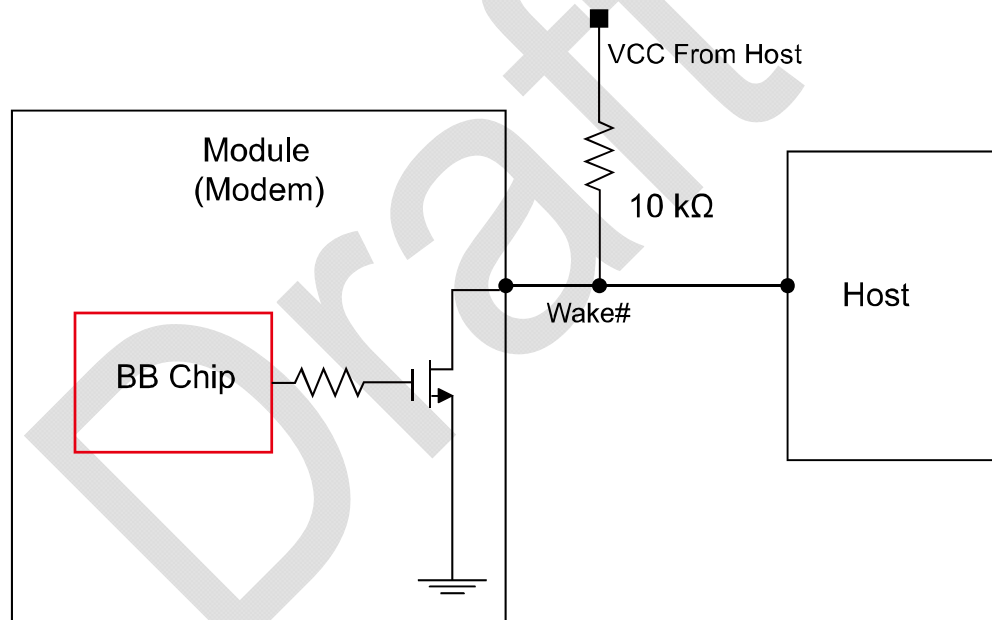 VCC From Host
Module
(Modem)
10 kΩ
Wake#
Host
BB Chip
Draft